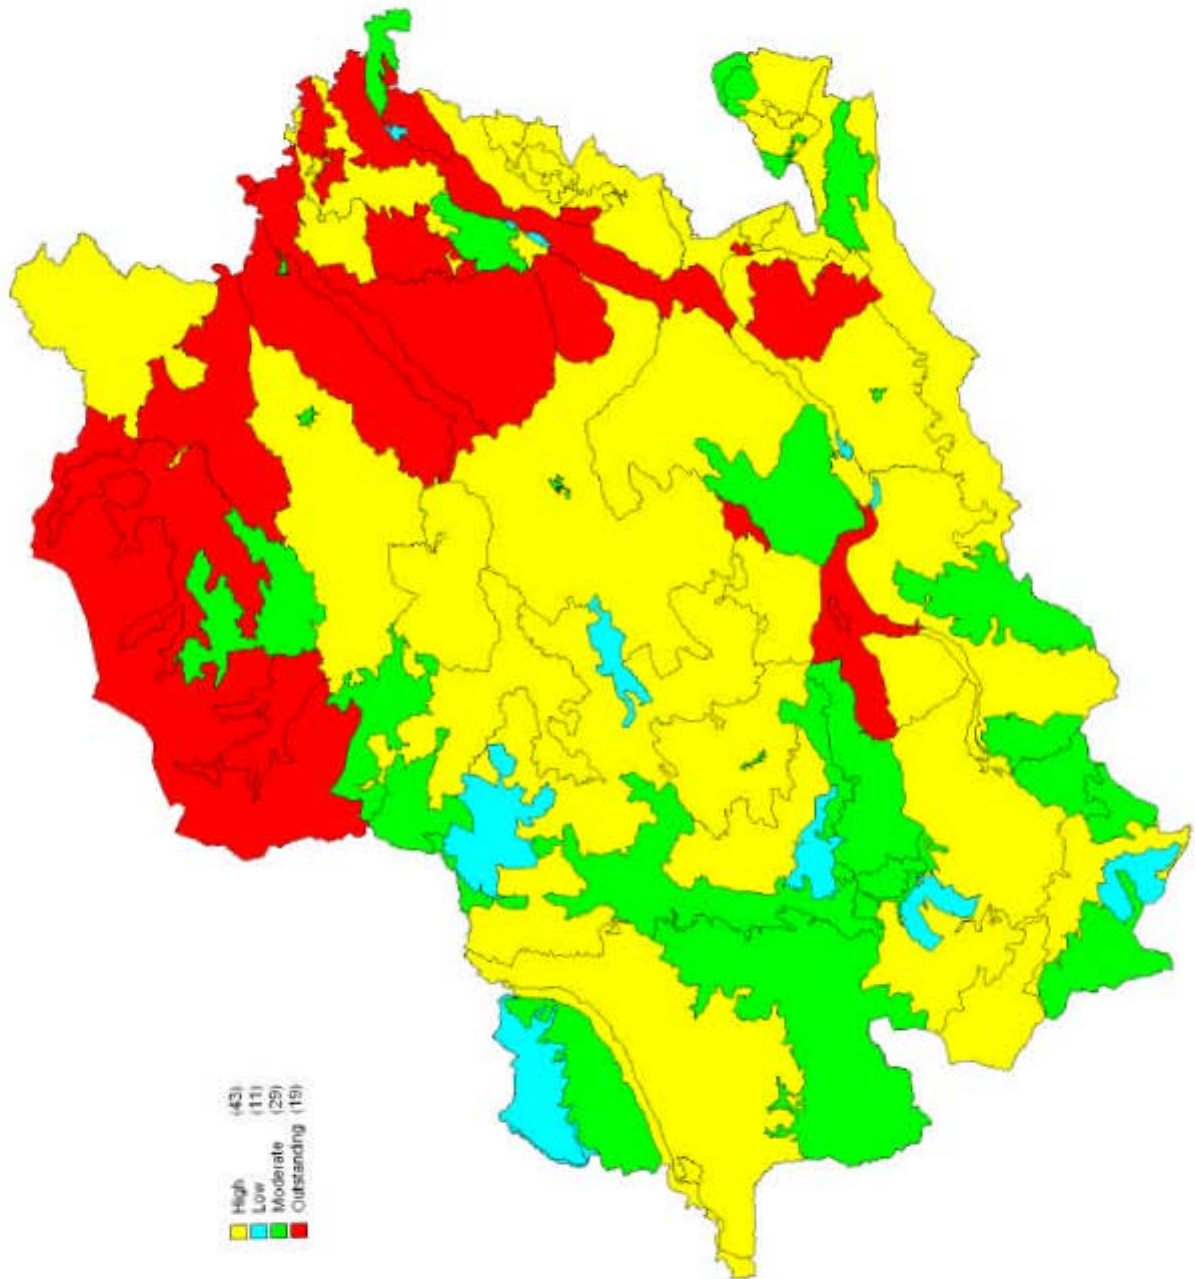 High (43)
Low (11)
Moderate (29)
Outstanding (19)